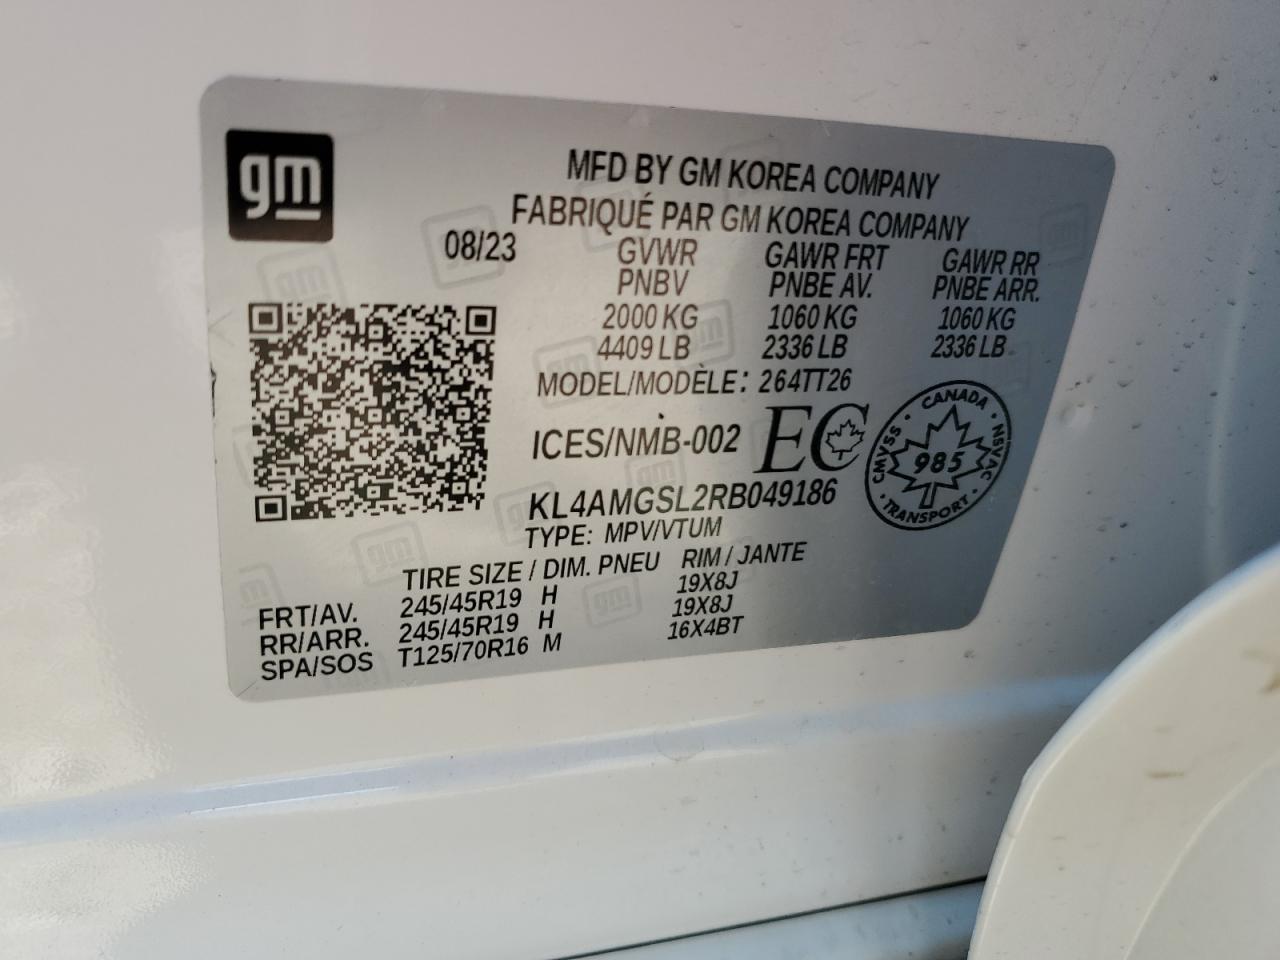 gm
MFD BY GM KOREA COMPANY
FABRIQUÉ PAR GM KOREA COMPANY
08/23 GVWR GAWR FRT GAWR RR
PNBV PNBE AV. PNBE ARR.
2000 KG 1060 KG 1060 KG
4409 LB 2336 LB 2336 LB
MODEL/MODÈLE: 264TT26
ICES/NMB-002 EC
CANADA
CMVSS · 985 · NSVAC
TRANSPORT
KL4AMGSL2RB049186
TYPE: MPV/VTUM
TIRE SIZE / DIM. PNEU RIM / JANTE
FRT/AV. 245/45R19 H 19X8J
RR/ARR. 245/45R19 H 19X8J
SPA/SOS T125/70R16 M 16X4BT